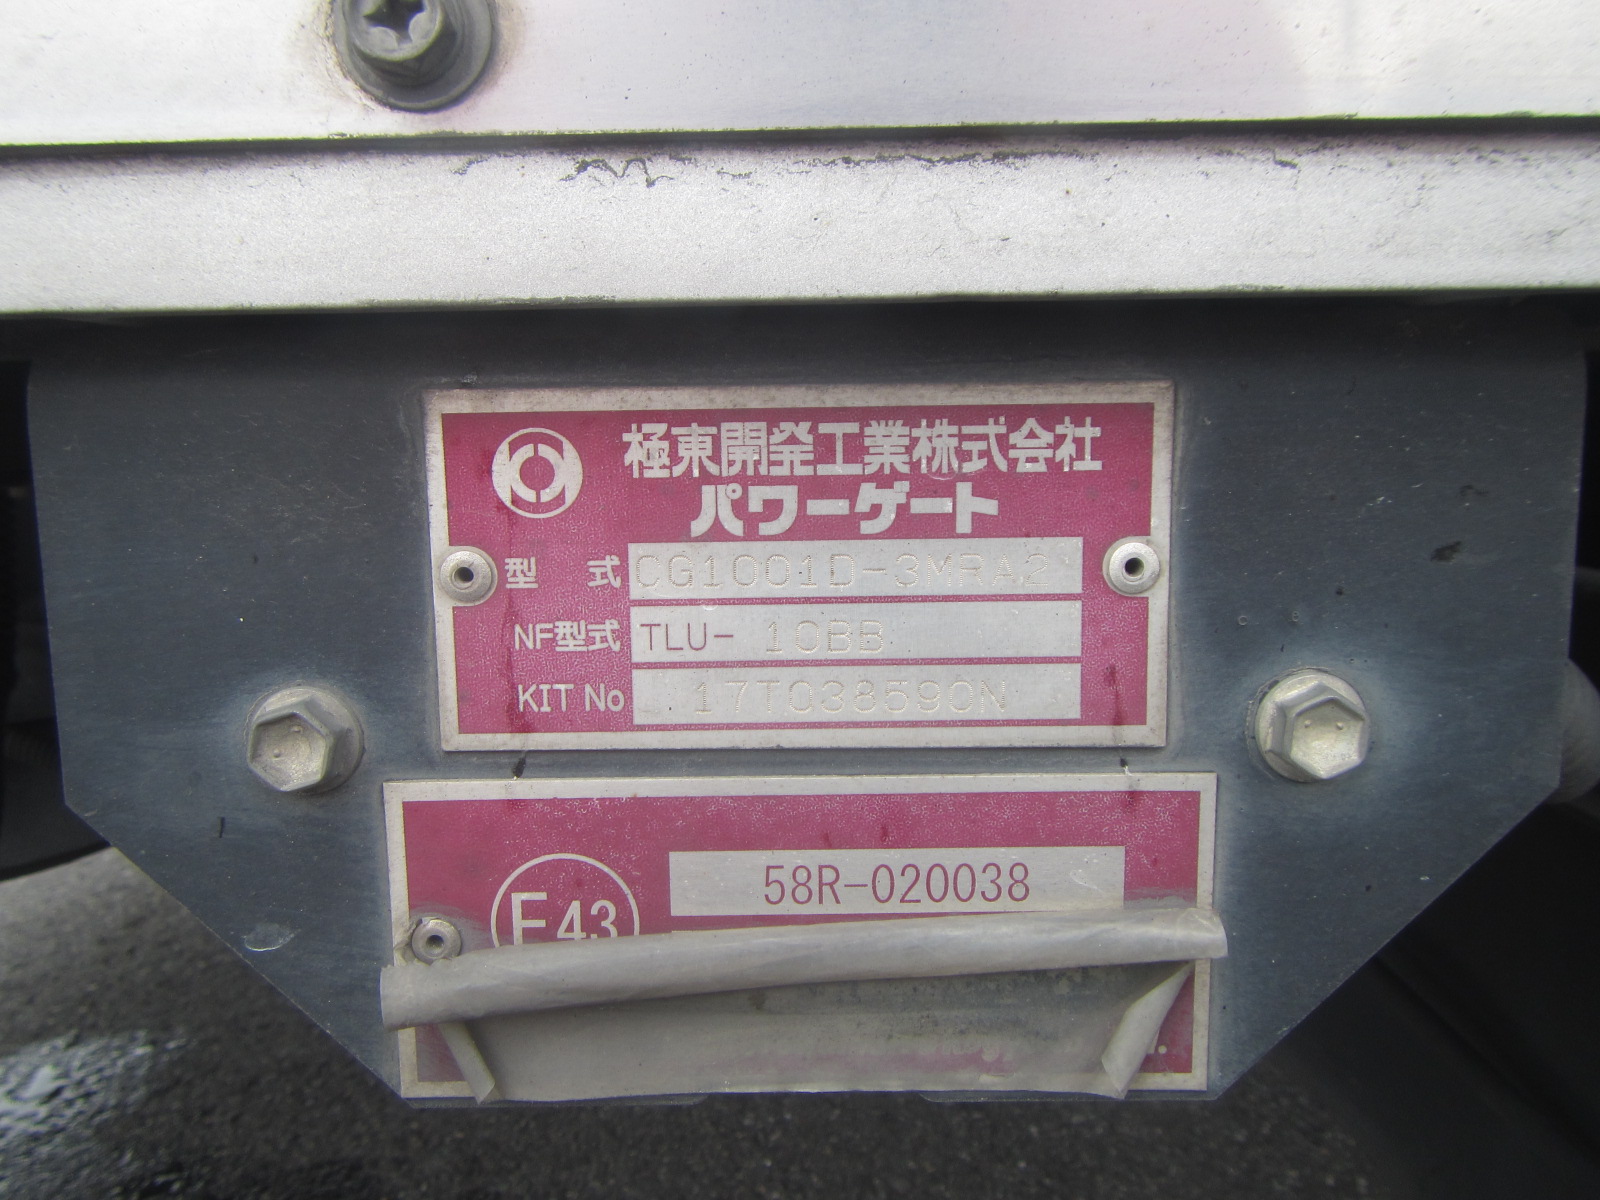 極東開発工業株式会社
パワーゲート
型 式 CG1001D-3MRA2
NF型式 TLU- 10BB
KIT No 17T038590N
58R-020038
E43